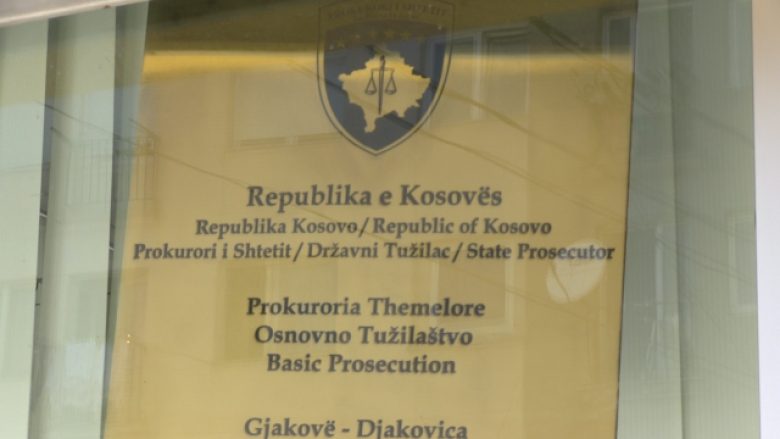 Republika e Kosovës
Republika Kosovo/Republic of Kosovo
Prokurori i Shtetit/Državni Tužilac/State Prosecutor
Prokuroria Themelore
Osnovno Tužilaštvo
Basic Prosecution
Gjakovë - Djakovica